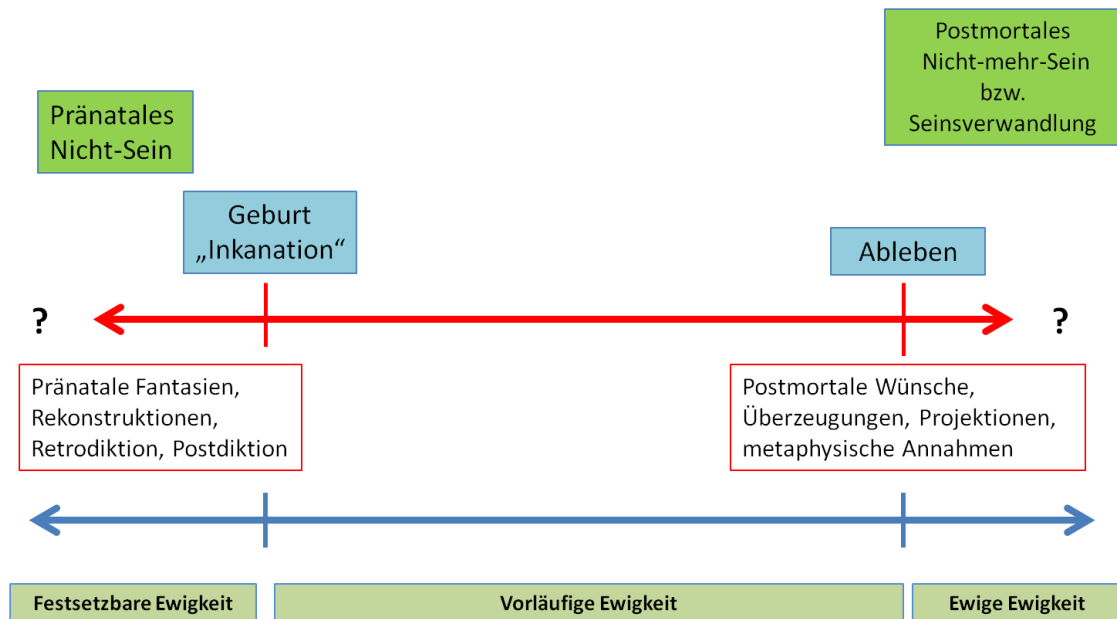 Postmortales
Nicht-mehr-Sein
bzw.
Seinsverwandlung
Pränatales
Nicht-Sein
Geburt
„Inkanation“
Ableben
?
?
Pränatale Fantasien,
Rekonstruktionen,
Retrodiktion, Postdiktion
Postmortale Wünsche,
Überzeugungen, Projektionen,
metaphysische Annahmen
Festsetzbare Ewigkeit
Vorläufige Ewigkeit
Ewige Ewigkeit